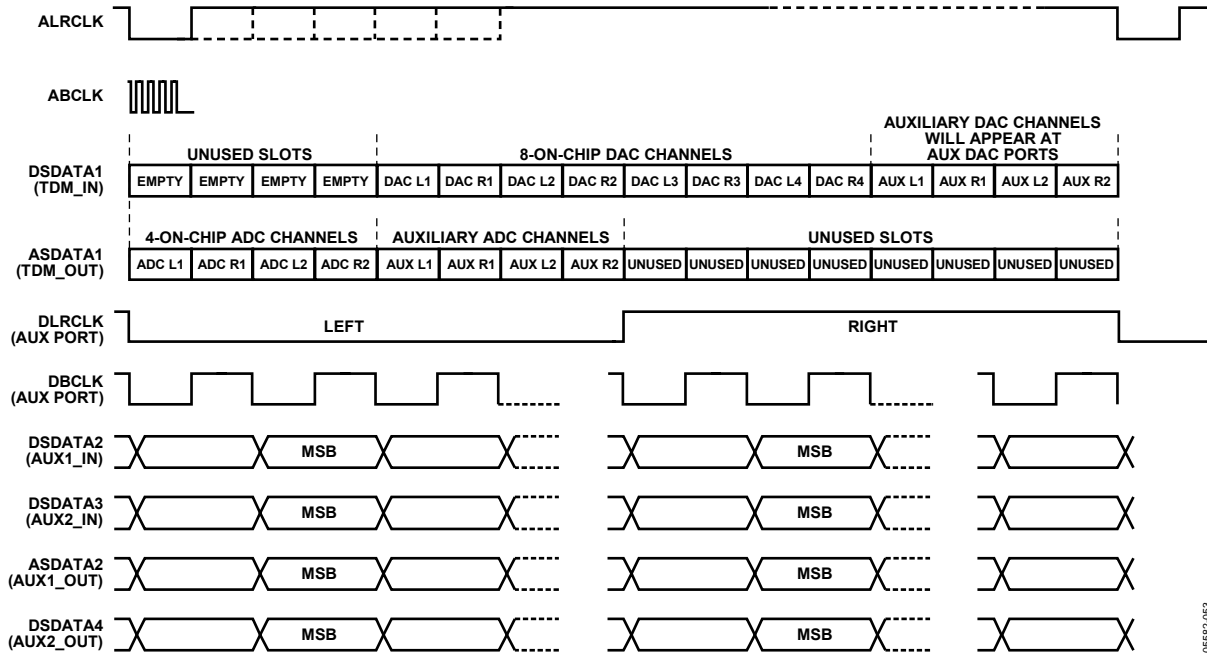 ALRCLK
ABCLK
DSDATA1
(TDM_IN)
UNUSED SLOTS
8-ON-CHIP DAC CHANNELS
AUXILIARY DAC CHANNELS
WILL APPEAR AT
AUX DAC PORTS
EMPTY EMPTY EMPTY EMPTY DAC L1 DAC R1 DAC L2 DAC R2 DAC L3 DAC R3 DAC L4 DAC R4 AUX L1 AUX R1 AUX L2 AUX R2
ASDATA1
(TDM_OUT)
4-ON-CHIP ADC CHANNELS
AUXILIARY ADC CHANNELS
UNUSED SLOTS
ADC L1 ADC R1 ADC L2 ADC R2 AUX L1 AUX R1 AUX L2 AUX R2 UNUSED UNUSED UNUSED UNUSED UNUSED UNUSED UNUSED UNUSED
DLRCLK
(AUX PORT)
LEFT
RIGHT
DBCLK
(AUX PORT)
DSDATA2
(AUX1_IN)
MSB
MSB
DSDATA3
(AUX2_IN)
MSB
MSB
ASDATA2
(AUX1_OUT)
MSB
MSB
DSDATA4
(AUX2_OUT)
MSB
MSB
05582-063